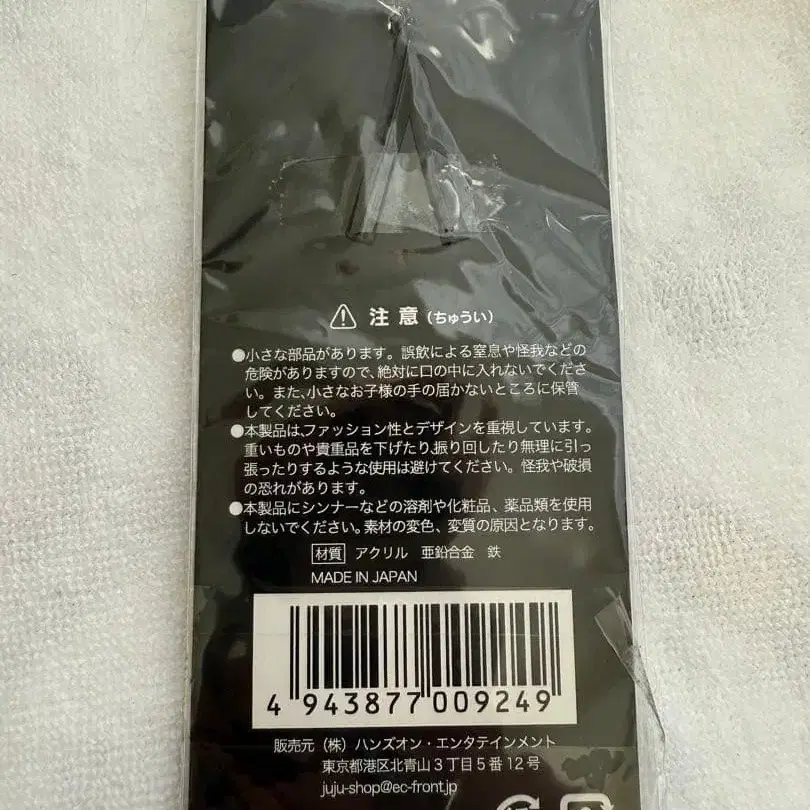 ⚠ 注意(ちゅうい)
●小さな部品があります。誤飲による窒息や怪我などの
危険がありますので、絶対に口の中に入れないでくださ
い。また、小さなお子様の手の届かないところに保管
してください。
●本製品は、ファッション性とデザインを重視しています。
重いものや貴重品を下げたり、振り回したり無理に引っ
張ったりするような使用は避けてください。怪我や破損
の恐れがあります。
●本製品にシンナーなどの溶剤や化粧品、薬品類を使用
しないでください。素材の変色、変質の原因となります。
材質 アクリル 亜鉛合金 鉄
MADE IN JAPAN
4 943877 009249
販売元(株)ハンズオン・エンタテインメント
東京都港区北青山3丁目5番12号
juju-shop@ec-front.jp